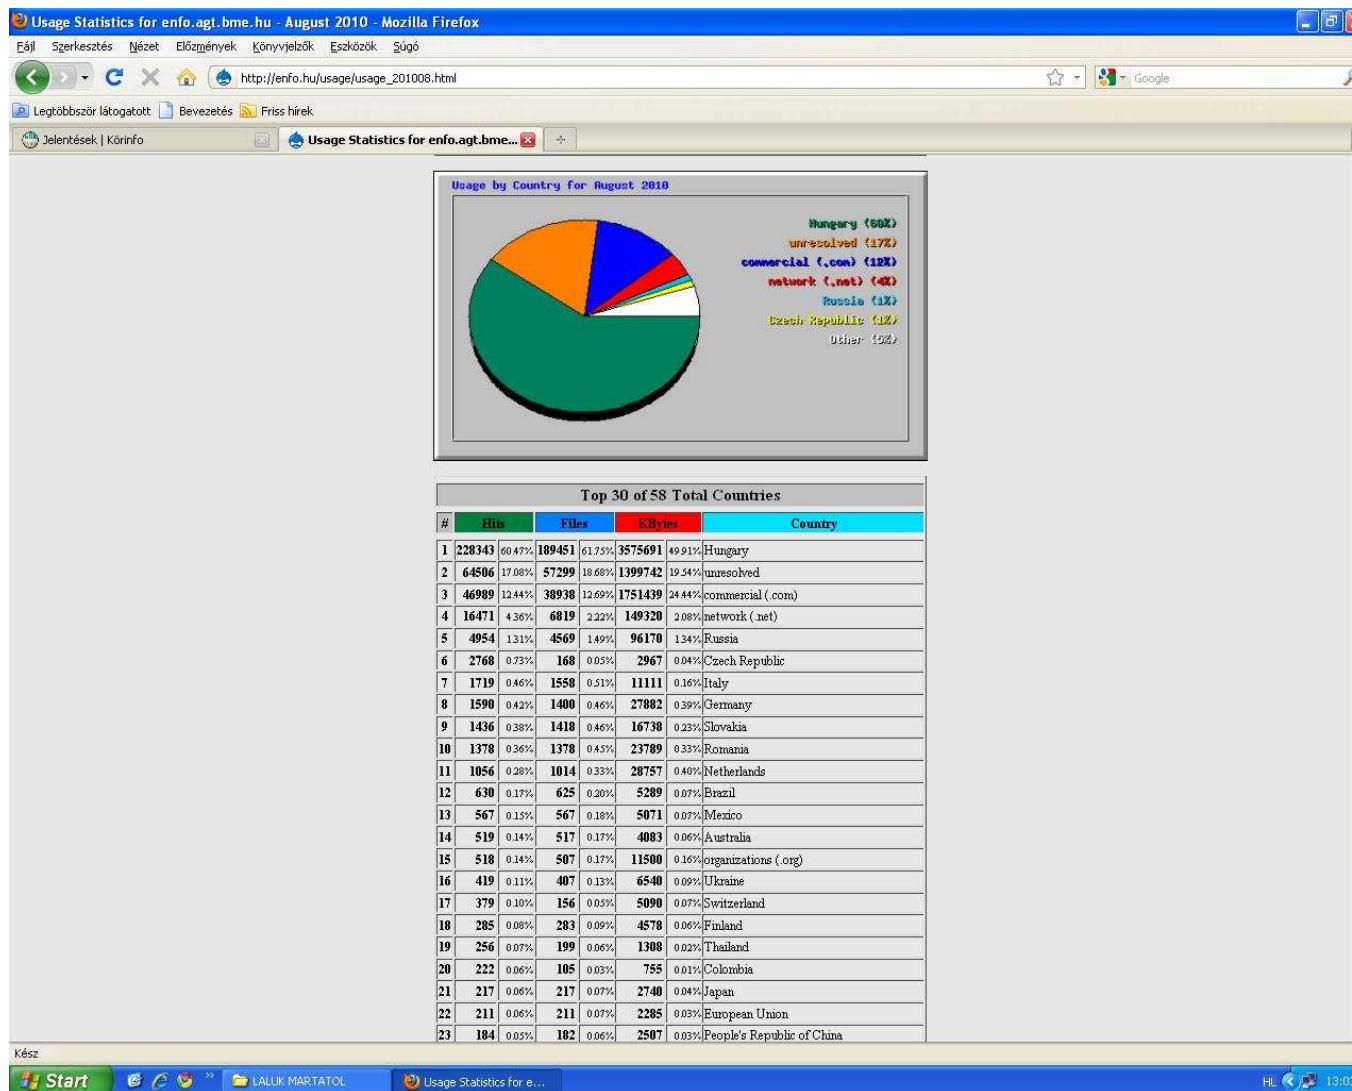 Usage Statistics for enfo.agt.bme.hu - August 2010 - Mozilla Firefox
Fájl Szerkesztés Nézet Előzmények Könyvjelzők Eszközök Súgó
http://enfo.hu/usage/usage_201008.html Google
Legtöbbször látogatott Bevezetés Friss hírek
Jelentések | Körinfo Usage Statistics for enfo.agt.bme...
Usage by Country for August 2010
Hungary (60%)
unresolved (17%)
commercial (.com) (12%)
network (.net) (4%)
Russia (1%)
Czech Republic (1%)
Other (5%)
Top 30 of 58 Total Countries
# Hits Files KBytes Country
1 228343 60.47% 189451 61.75% 3575691 49.91% Hungary
2 64506 17.08% 57299 18.68% 1399742 19.54% unresolved
3 46989 12.44% 38938 12.69% 1751439 24.44% commercial (.com)
4 16471 4.36% 6819 2.22% 149320 2.08% network (.net)
5 4954 1.31% 4569 1.49% 96170 1.34% Russia
6 2768 0.73% 168 0.05% 2967 0.04% Czech Republic
7 1719 0.46% 1558 0.51% 11111 0.16% Italy
8 1590 0.42% 1400 0.46% 27882 0.39% Germany
9 1436 0.38% 1418 0.46% 16738 0.23% Slovakia
10 1378 0.36% 1378 0.45% 23789 0.33% Romania
11 1056 0.28% 1014 0.33% 28757 0.40% Netherlands
12 630 0.17% 625 0.20% 5289 0.07% Brazil
13 567 0.15% 567 0.18% 5071 0.07% Mexico
14 519 0.14% 517 0.17% 4083 0.06% Australia
15 518 0.14% 507 0.17% 11500 0.16% organizations (.org)
16 419 0.11% 407 0.13% 6540 0.09% Ukraine
17 379 0.10% 156 0.05% 5090 0.07% Switzerland
18 285 0.08% 283 0.09% 4578 0.06% Finland
19 256 0.07% 199 0.06% 1308 0.02% Thailand
20 222 0.06% 105 0.03% 755 0.01% Colombia
21 217 0.06% 217 0.07% 2740 0.04% Japan
22 211 0.06% 211 0.07% 2285 0.03% European Union
23 184 0.05% 182 0.06% 2507 0.03% People's Republic of China
Kész
Start LALUK MARTATOL Usage Statistics for e... HL